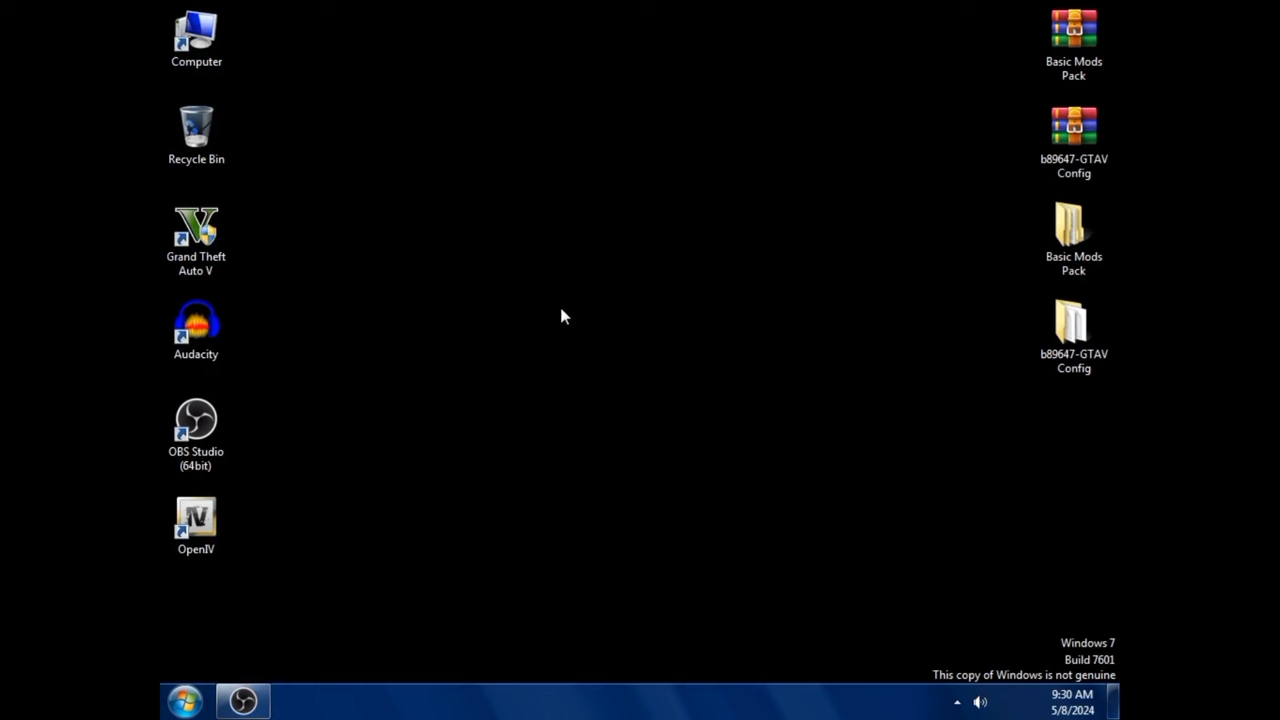 Computer
Recycle Bin
Grand Theft
Auto V
Audacity
OBS Studio
(64bit)
OpenIV
Basic Mods
Pack
b89647-GTAV
Config
Basic Mods
Pack
b89647-GTAV
Config
Windows 7
Build 7601
This copy of Windows is not genuine
9:30 AM
5/8/2024